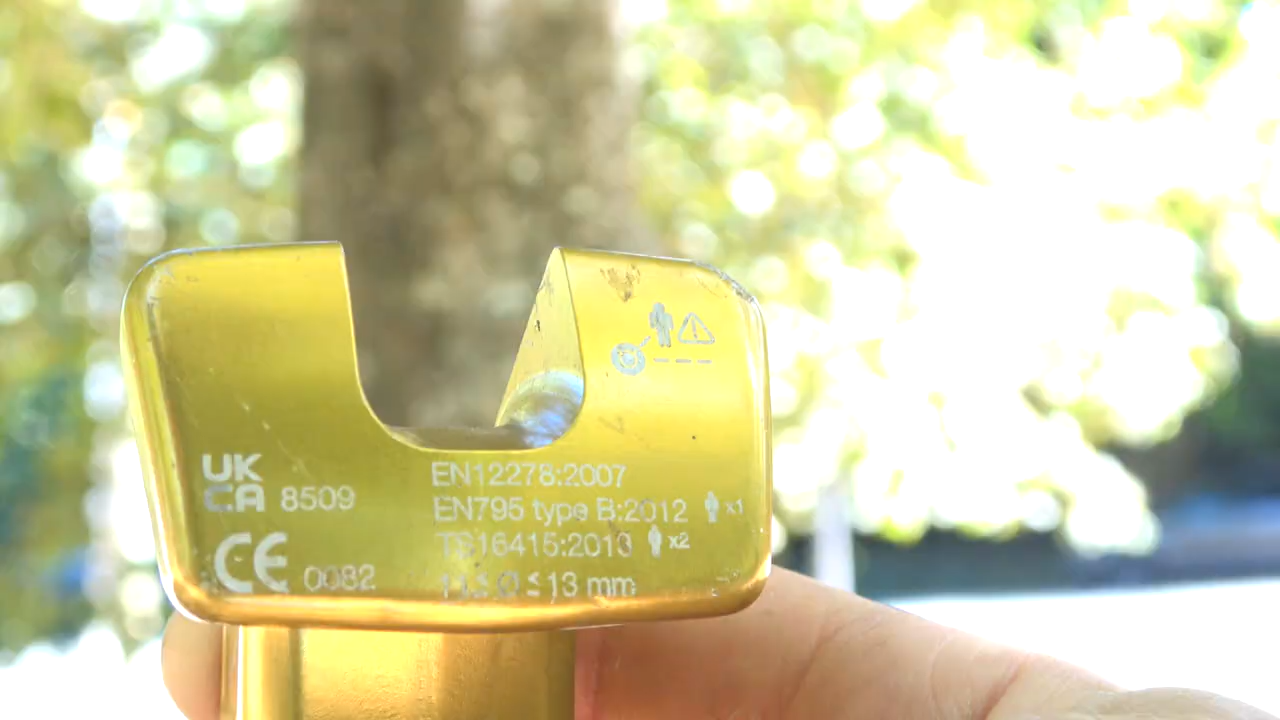 UK
CA 8509
CE 0082
EN12278:2007
EN795 type B:2012 x1
TS16415:2013 x2
≤ 13 mm